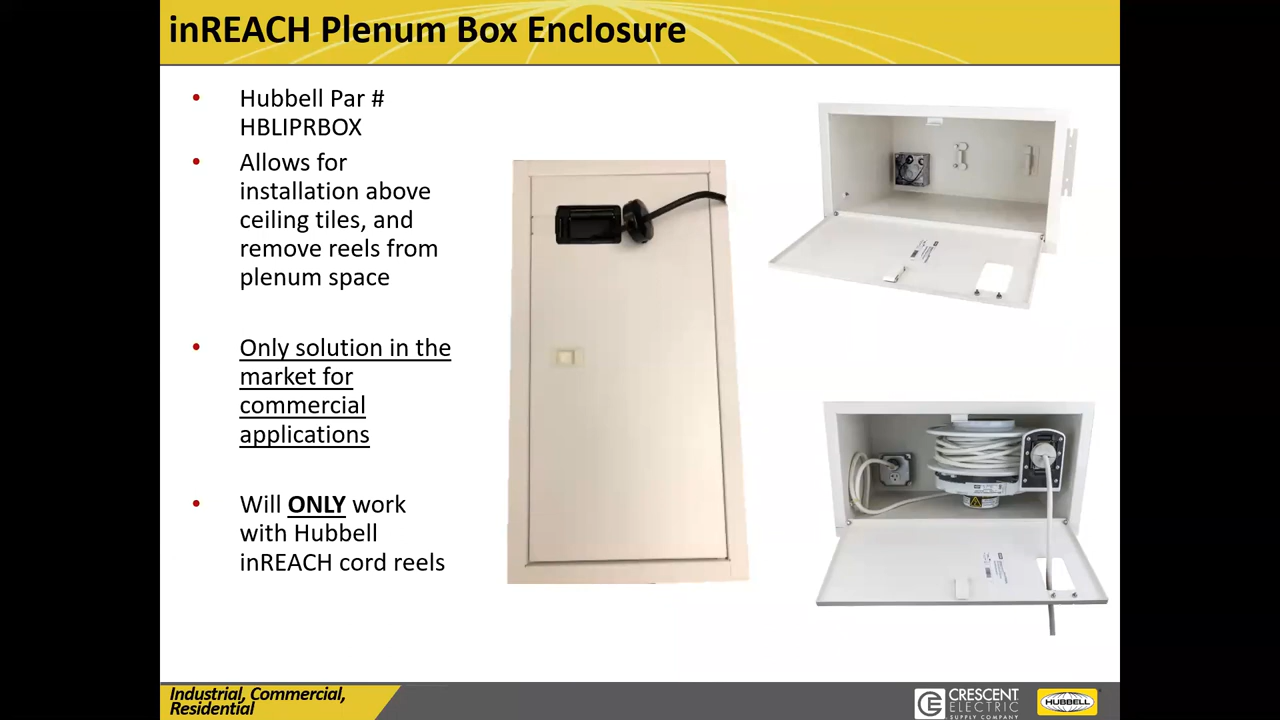 inREACH Plenum Box Enclosure
• Hubbell Par #
HBLIPRBOX
• Allows for
installation above
ceiling tiles, and
remove reels from
plenum space
• Only solution in the
market for
commercial
applications
• Will ONLY work
with Hubbell
inREACH cord reels
Industrial, Commercial,
Residential
CRESCENT
ELECTRIC
SUPPLY COMPANY
HUBBELL